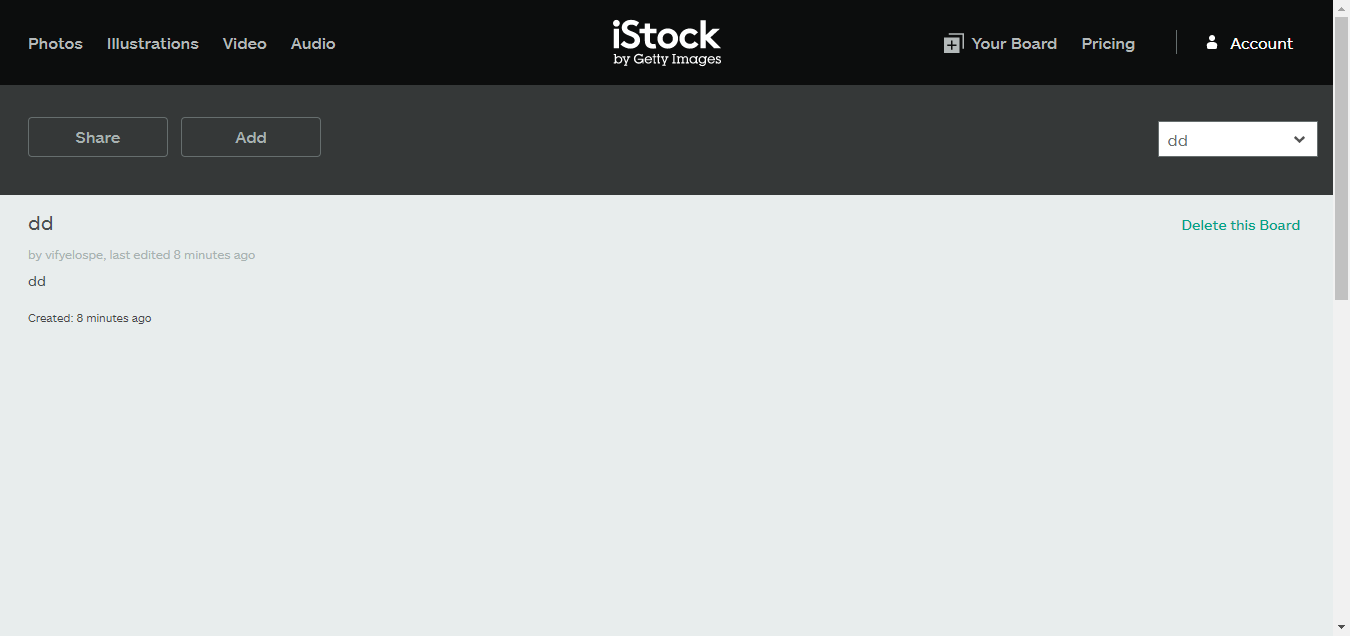 Photos Illustrations Video Audio
iStock
by Getty Images
Your Board Pricing Account
Share Add
dd
dd
Delete this Board
by vifyelospe, last edited 8 minutes ago
dd
Created: 8 minutes ago